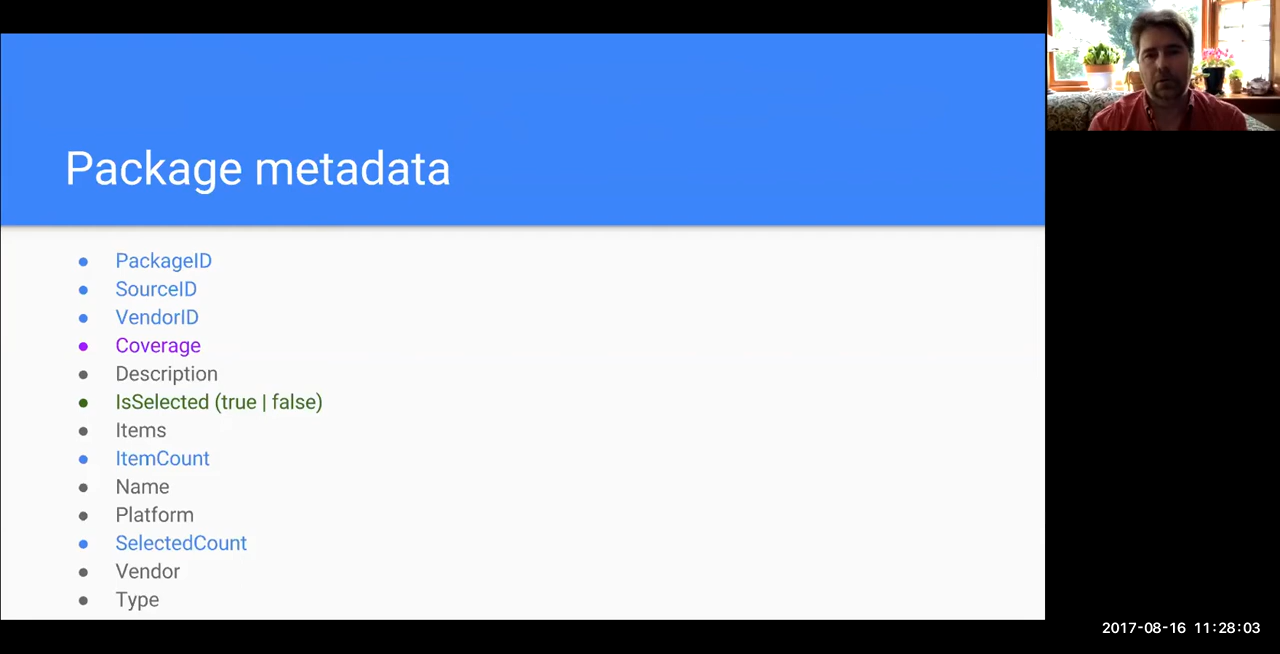 Package metadata
● PackageID
● SourceID
● VendorID
● Coverage
● Description
● IsSelected (true | false)
● Items
● ItemCount
● Name
● Platform
● SelectedCount
● Vendor
● Type
2017-08-16 11:28:03